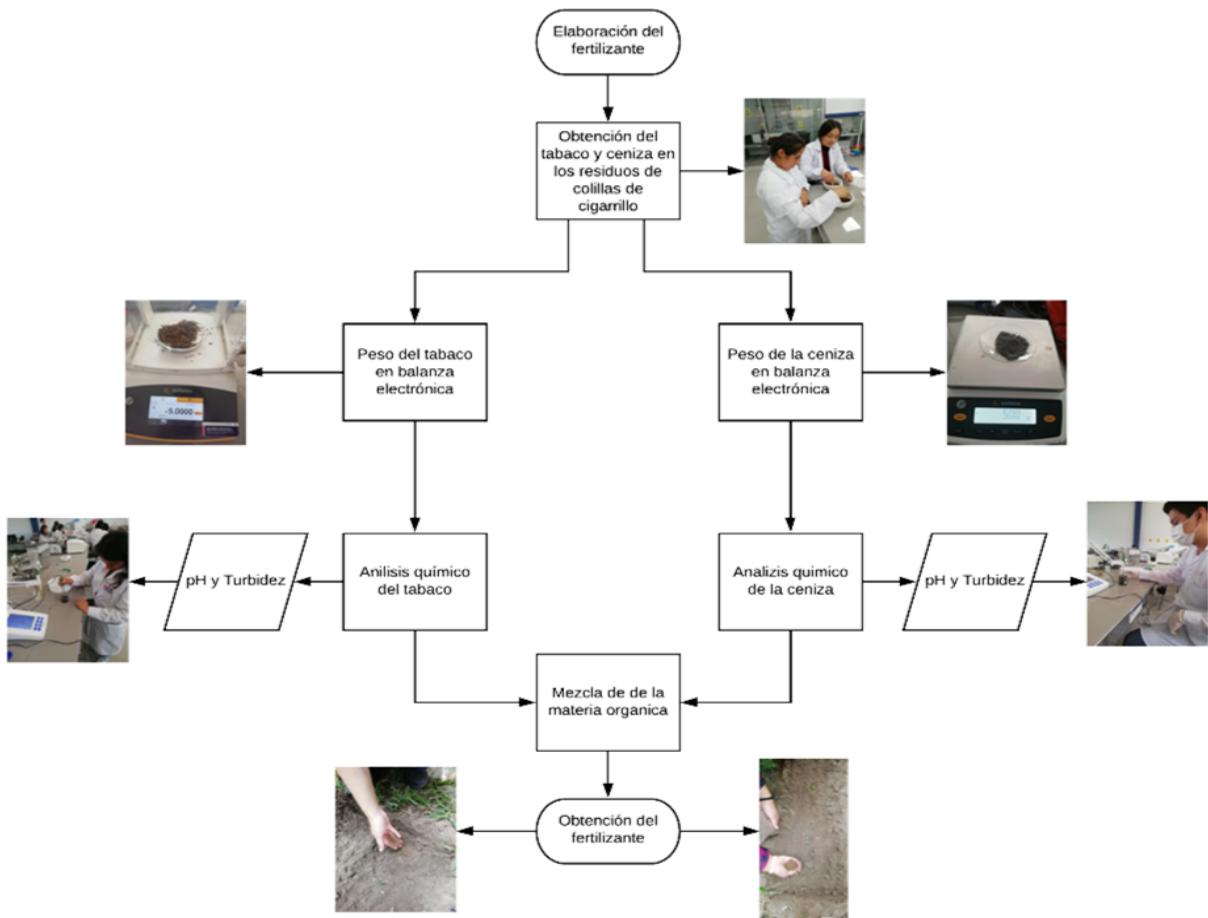 Elaboración del
fertilizante
Obtención del
tabaco y ceniza en
los residuos de
colillas de
cigarrillo
Peso del tabaco
en balanza
electrónica
Peso de la ceniza
en balanza
electrónica
-5.0000
pH y Turbidez
Anilisis químico
del tabaco
Analizis quimico
de la ceniza
pH y Turbidez
Mezcla de de la
materia organica
Obtención del
fertilizante